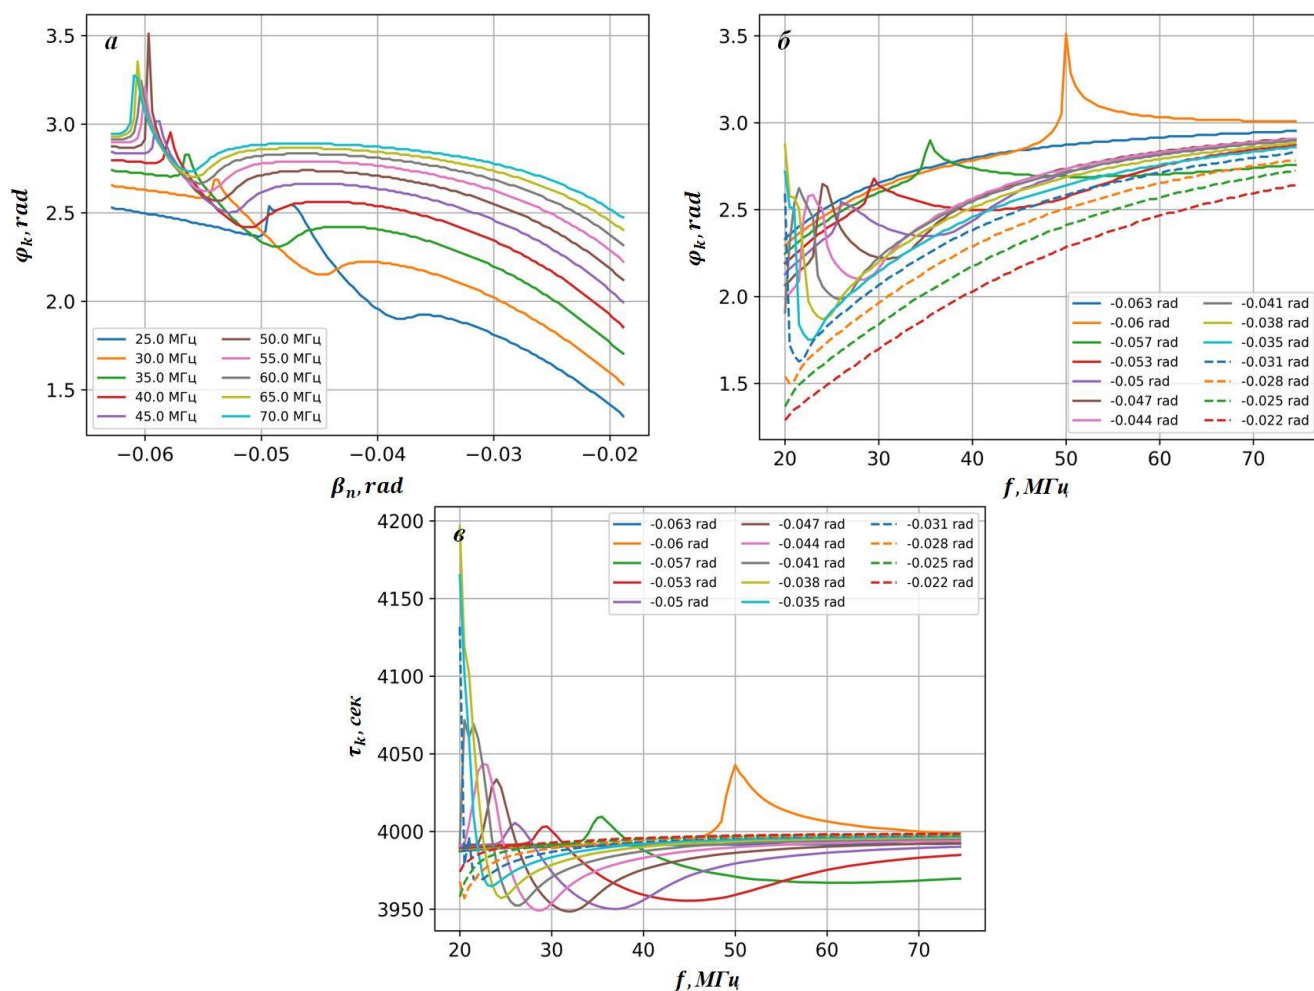 а
3.5
3.0
2.5
2.0
1.5
φk, rad
25.0 МГц
30.0 МГц
35.0 МГц
40.0 МГц
45.0 МГц
50.0 МГц
55.0 МГц
60.0 МГц
65.0 МГц
70.0 МГц
−0.06 −0.05 −0.04 −0.03 −0.02
βn, rad
б
3.5
3.0
2.5
2.0
1.5
φk, rad
-0.063 rad
-0.06 rad
-0.057 rad
-0.053 rad
-0.05 rad
-0.047 rad
-0.044 rad
-0.041 rad
-0.038 rad
-0.035 rad
-0.031 rad
-0.028 rad
-0.025 rad
-0.022 rad
20 30 40 50 60 70
f, МГц
в
4200
4150
4100
4050
4000
3950
τk, сек
-0.063 rad
-0.06 rad
-0.057 rad
-0.053 rad
-0.05 rad
-0.047 rad
-0.044 rad
-0.041 rad
-0.038 rad
-0.035 rad
-0.031 rad
-0.028 rad
-0.025 rad
-0.022 rad
20 30 40 50 60 70
f, МГц